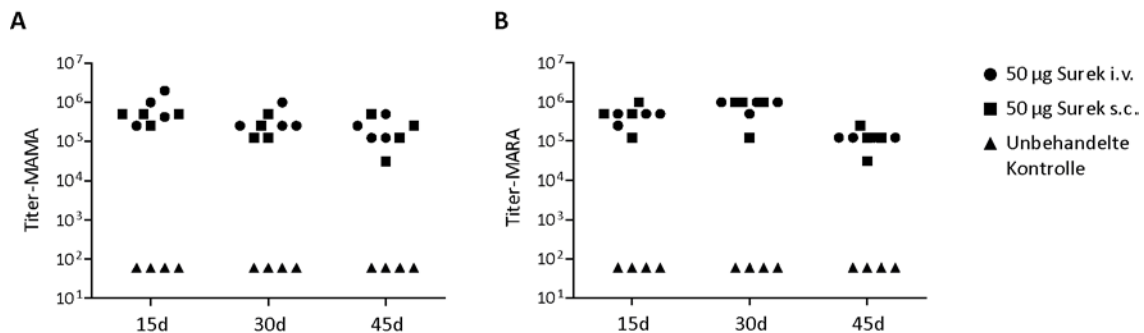 A
Titer-MAMA
10⁷
10⁶
10⁵
10⁴
10³
10²
10¹
15d
30d
45d
B
Titer-MARA
10⁷
10⁶
10⁵
10⁴
10³
10²
10¹
15d
30d
45d
50 µg Surek i.v.
50 µg Surek s.c.
Unbehandelte
Kontrolle